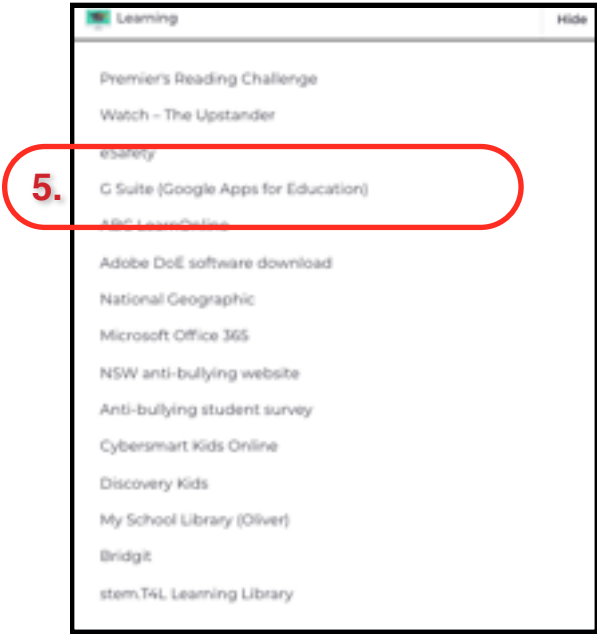 Learning Hide
Premier's Reading Challenge
Watch – The Upstander
eSafety
5. G Suite (Google Apps for Education)
ABC LearnOnline
Adobe DoE software download
National Geographic
Microsoft Office 365
NSW anti-bullying website
Anti-bullying student survey
Cybersmart Kids Online
Discovery Kids
My School Library (Oliver)
Bridgit
stem.T4L Learning Library